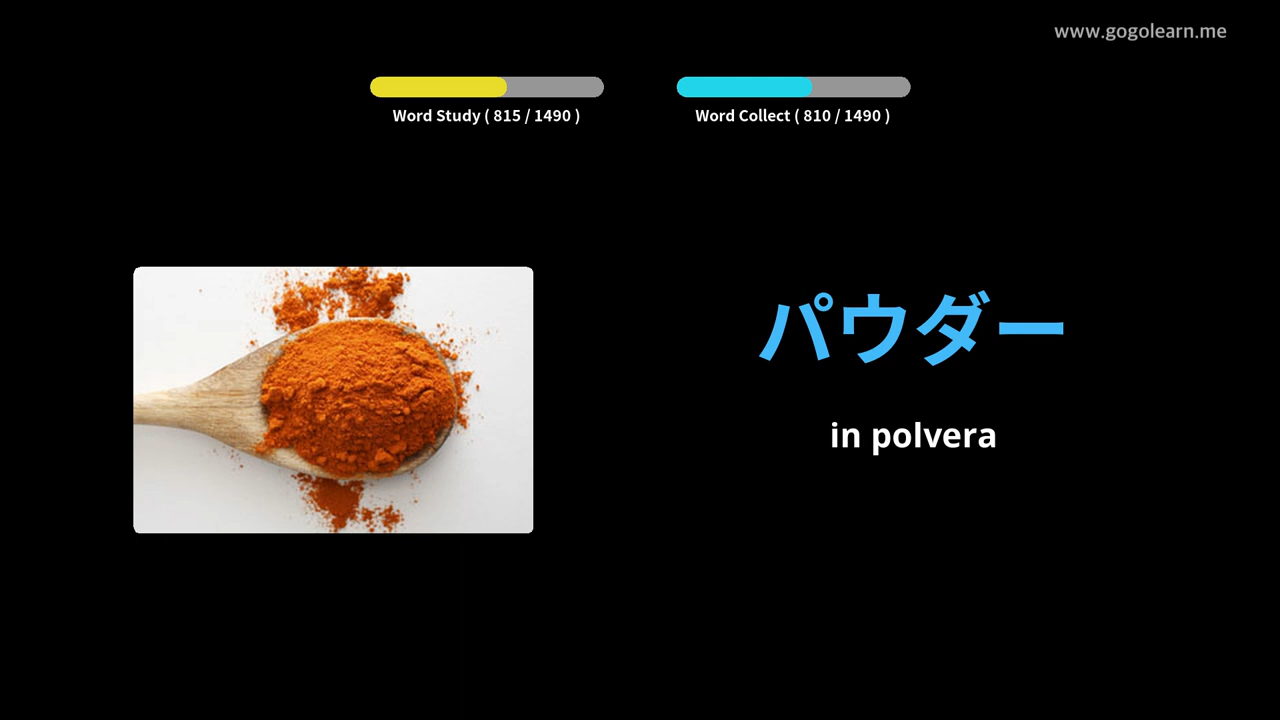 www.gogolearn.me
Word Study ( 815 / 1490 )
Word Collect ( 810 / 1490 )
パウダー
in polvera